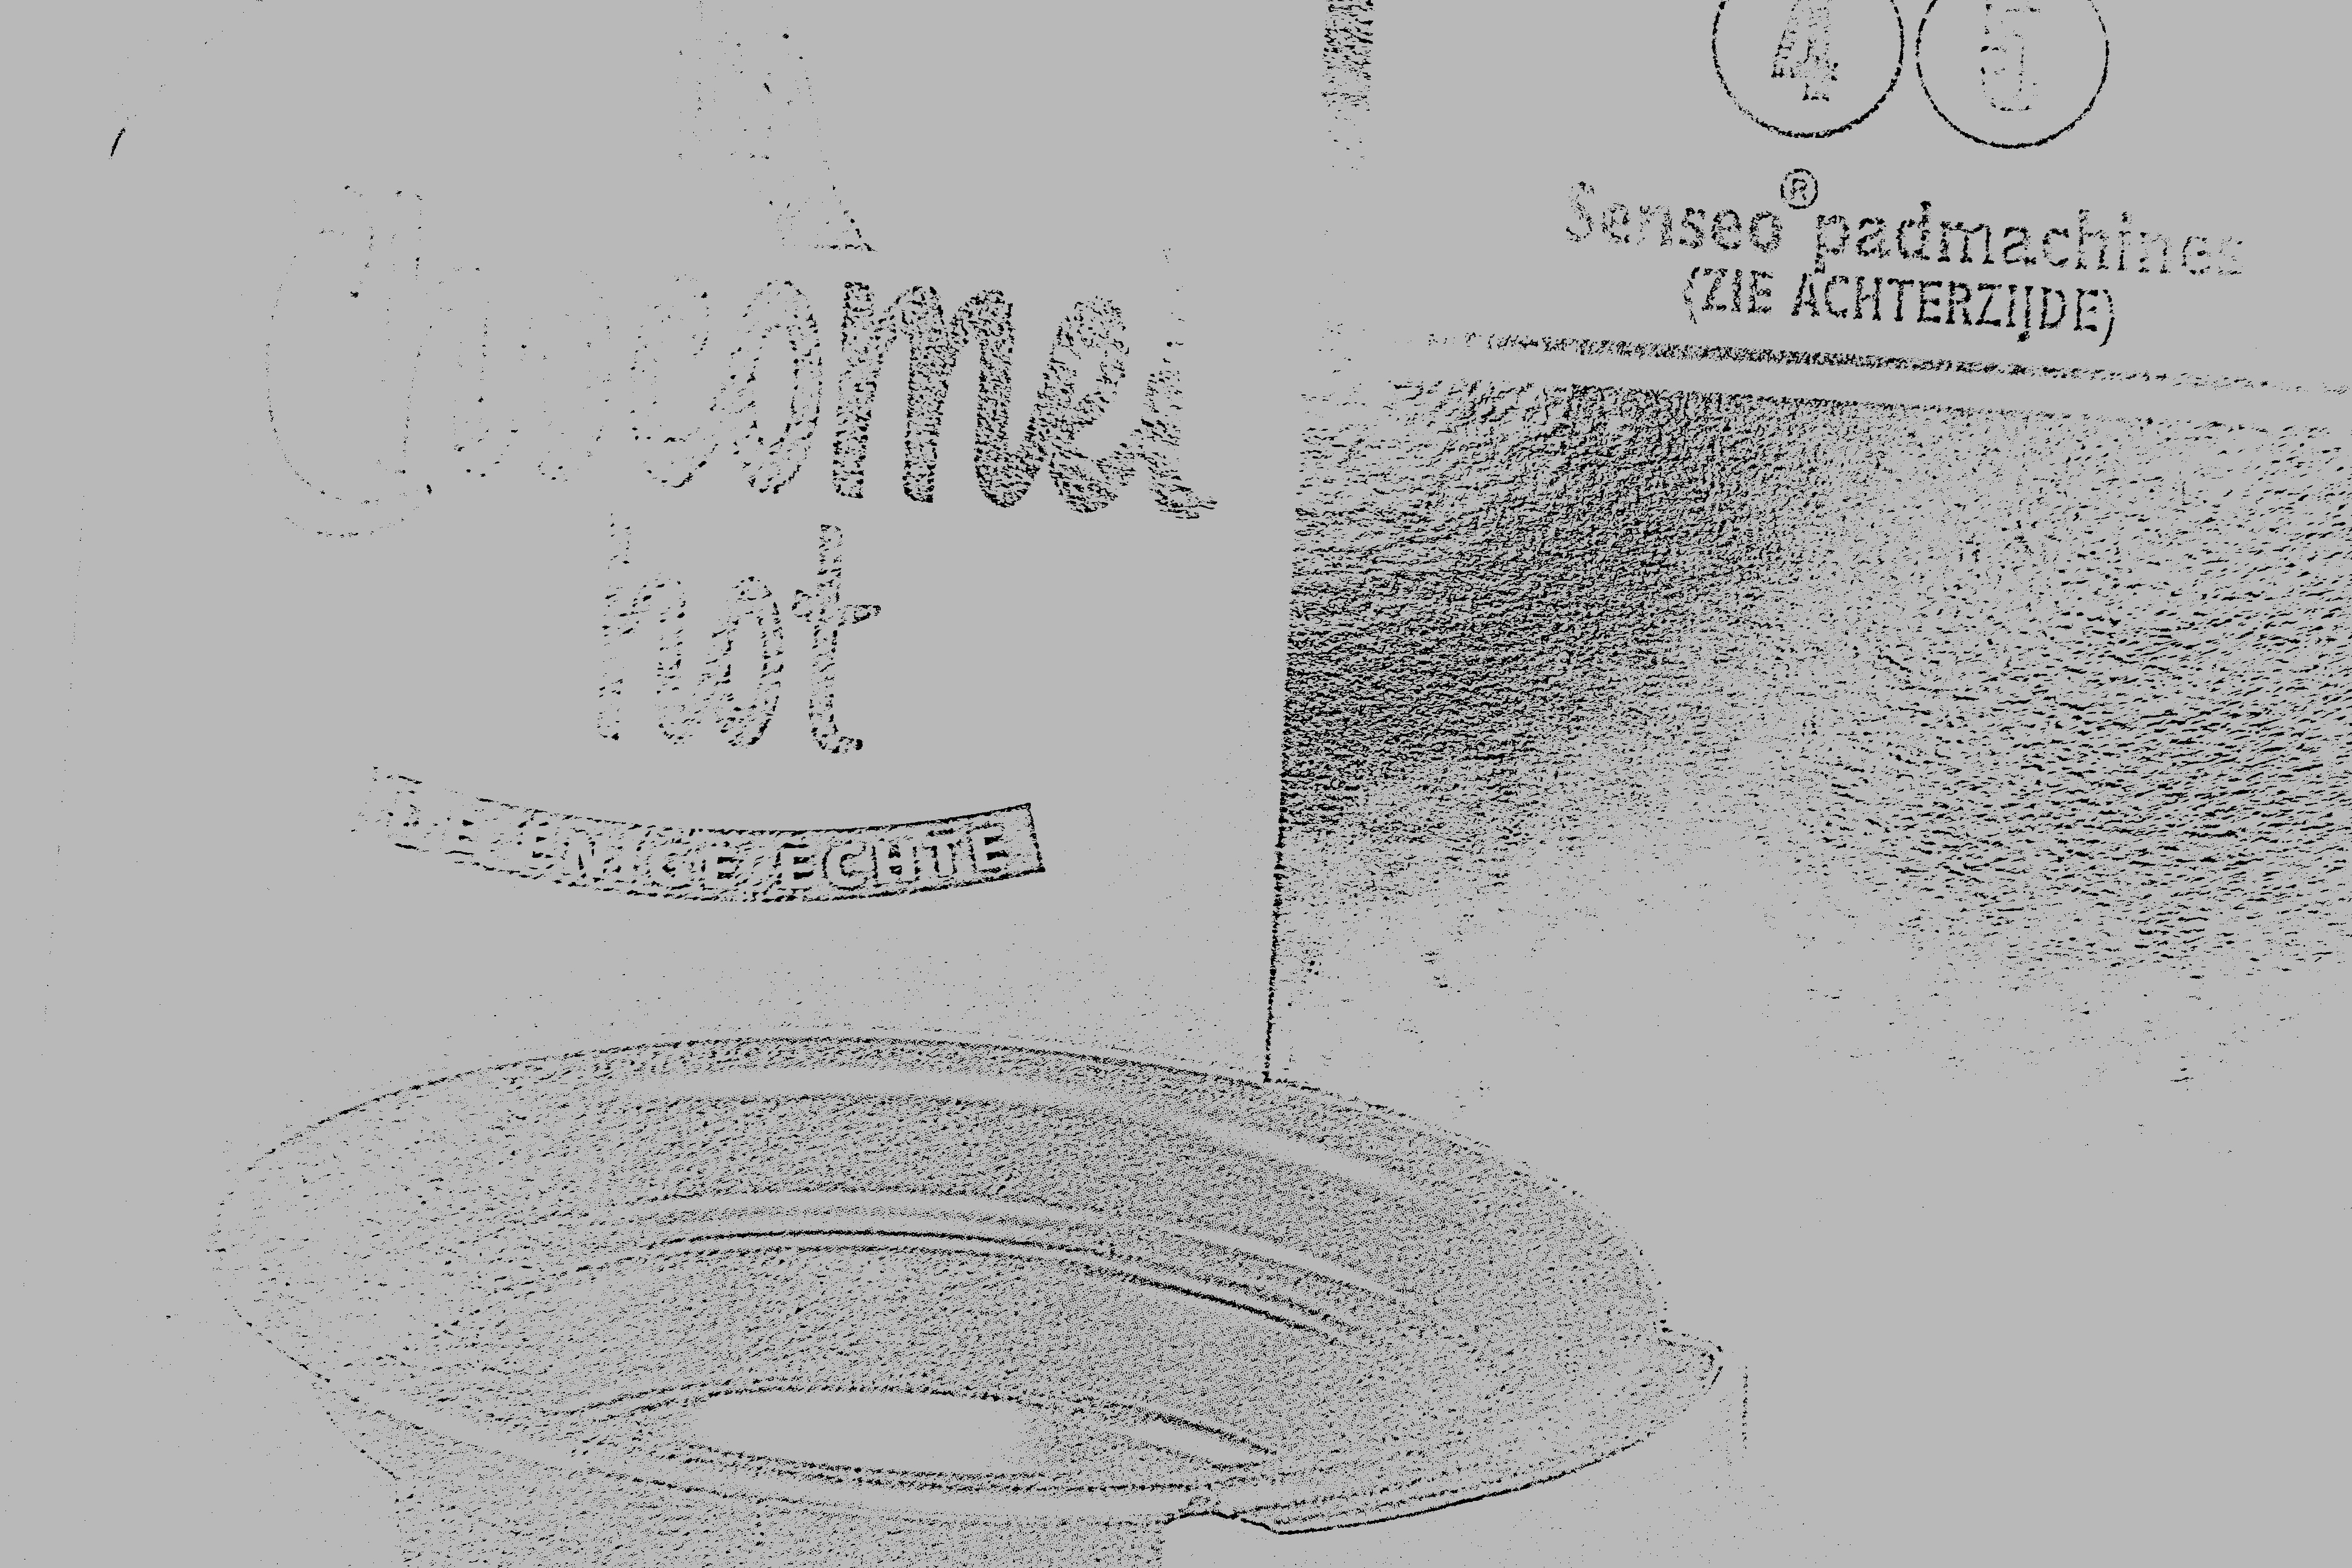 Chocomel
hot
DE ENIGE ECHTE
4 5
Senseo® padmachines
(ZIE ACHTERZIJDE)